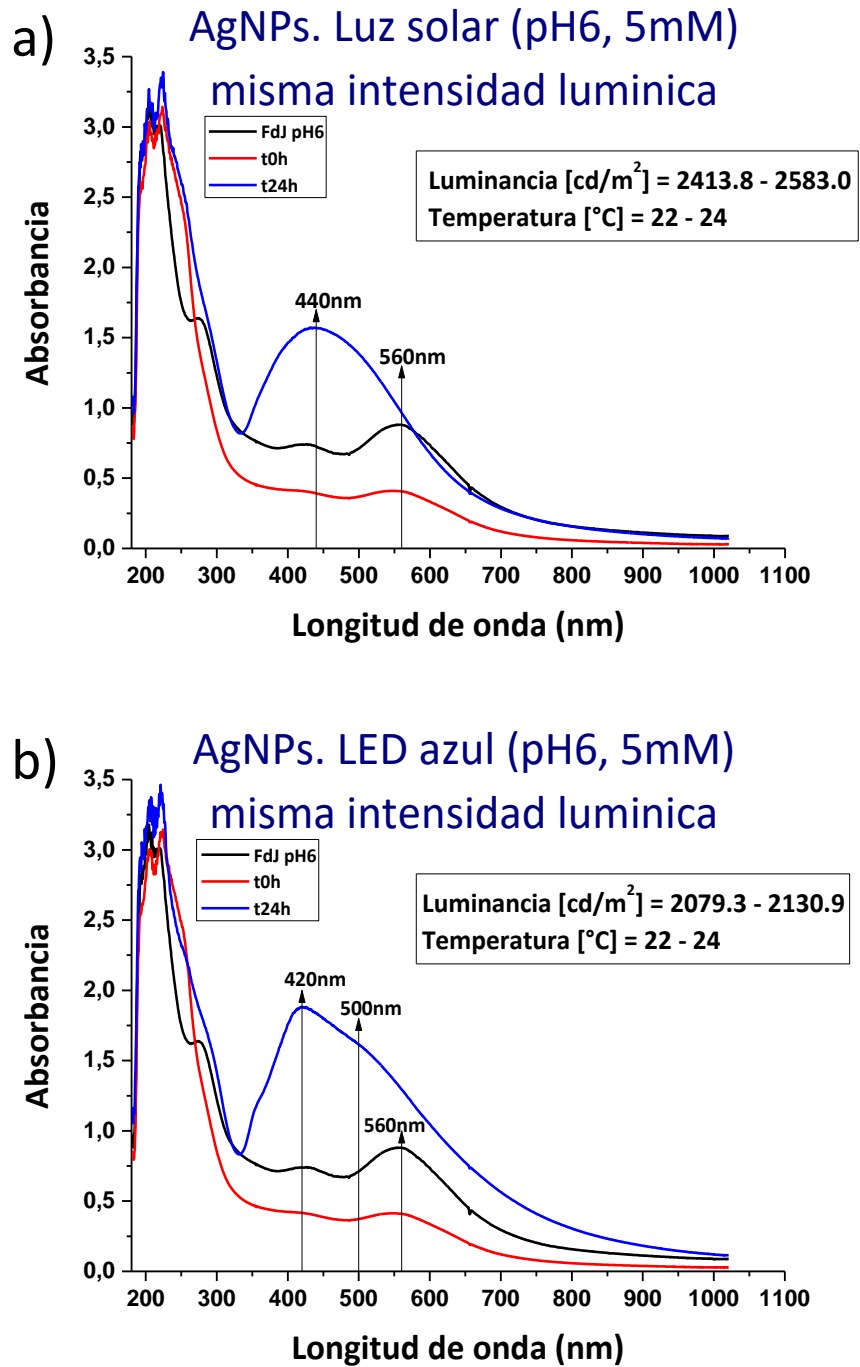 a)
AgNPs. Luz solar (pH6, 5mM)
misma intensidad luminica
FdJ pH6
t0h
t24h
Luminancia [cd/m²] = 2413.8 - 2583.0
Temperatura [°C] = 22 - 24
440nm
560nm
3,5
3,0
2,5
2,0
1,5
1,0
0,5
0,0
Absorbancia
200 300 400 500 600 700 800 900 1000 1100
Longitud de onda (nm)
b)
AgNPs. LED azul (pH6, 5mM)
misma intensidad luminica
FdJ pH6
t0h
t24h
Luminancia [cd/m²] = 2079.3 - 2130.9
Temperatura [°C] = 22 - 24
420nm
500nm
560nm
3,5
3,0
2,5
2,0
1,5
1,0
0,5
0,0
Absorbancia
200 300 400 500 600 700 800 900 1000 1100
Longitud de onda (nm)